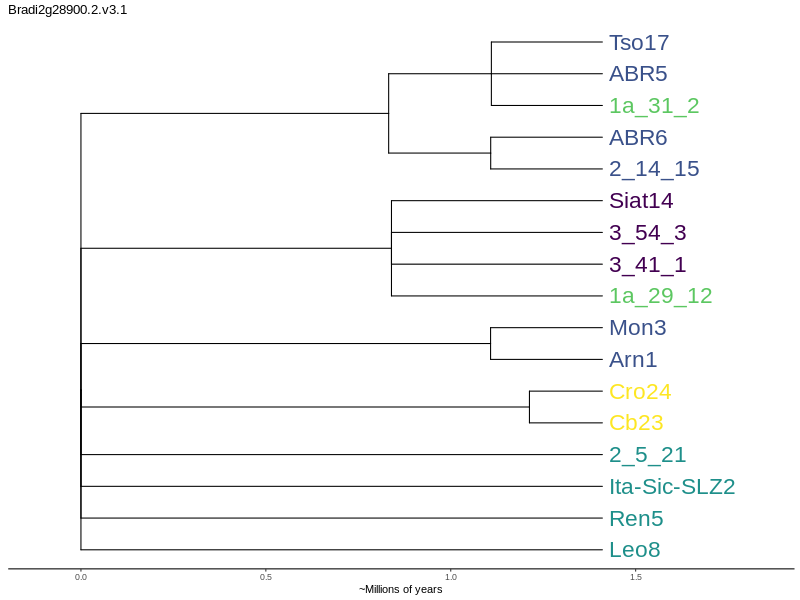 Bradi2g28900.2.v3.1
Tso17
ABR5
1a_31_2
ABR6
2_14_15
Siat14
3_54_3
3_41_1
1a_29_12
Mon3
Arn1
Cro24
Cb23
2_5_21
Ita-Sic-SLZ2
Ren5
Leo8
0.0 0.5 1.0 1.5
~Millions of years